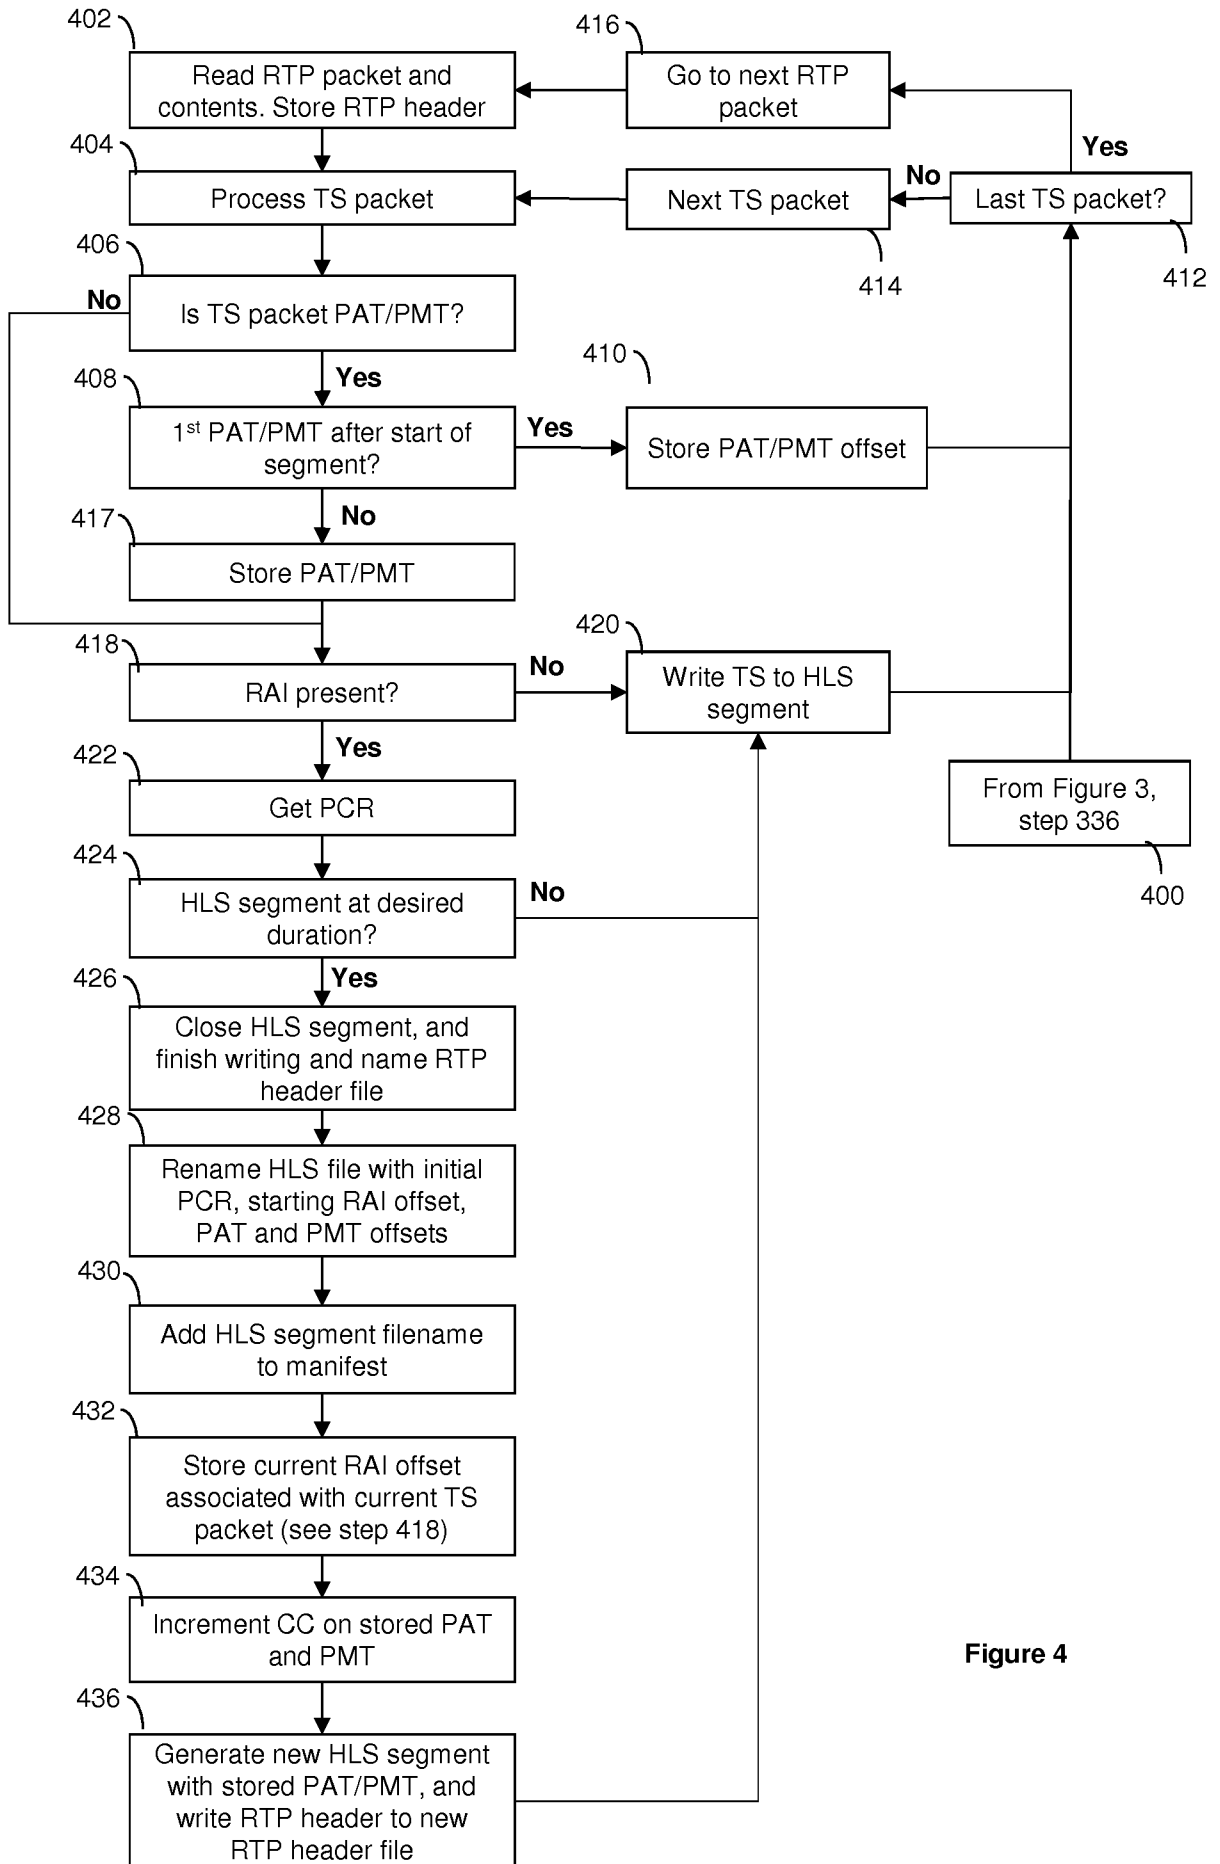 402
Read RTP packet and
contents. Store RTP header
416
Go to next RTP
packet
Yes
404
Process TS packet
Next TS packet
414
No
Last TS packet?
412
406
No
Is TS packet PAT/PMT?
Yes
408
1st PAT/PMT after start of
segment?
Yes
410
Store PAT/PMT offset
No
417
Store PAT/PMT
418
RAI present?
No
420
Write TS to HLS
segment
From Figure 3,
step 336
400
Yes
422
Get PCR
424
HLS segment at desired
duration?
No
Yes
426
Close HLS segment, and
finish writing and name RTP
header file
428
Rename HLS file with initial
PCR, starting RAI offset,
PAT and PMT offsets
430
Add HLS segment filename
to manifest
432
Store current RAI offset
associated with current TS
packet (see step 418)
434
Increment CC on stored PAT
and PMT
436
Generate new HLS segment
with stored PAT/PMT, and
write RTP header to new
RTP header file
Figure 4